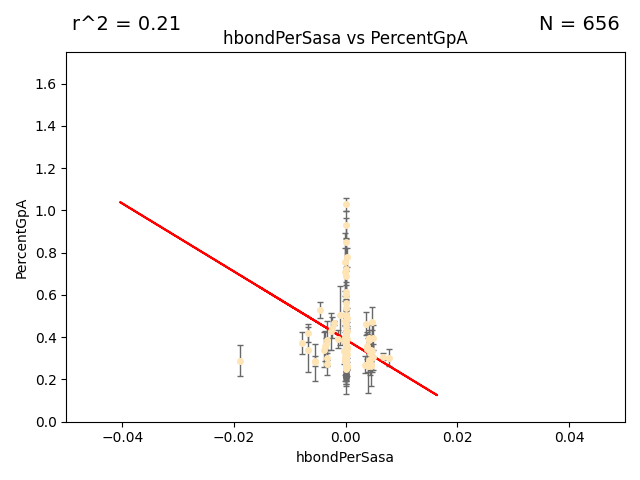 r^2 = 0.21
N = 656
hbondPerSasa vs PercentGpA
1.6
1.4
1.2
1.0
0.8
0.6
0.4
0.2
0.0
PercentGpA
−0.04
−0.02
0.00
0.02
0.04
hbondPerSasa